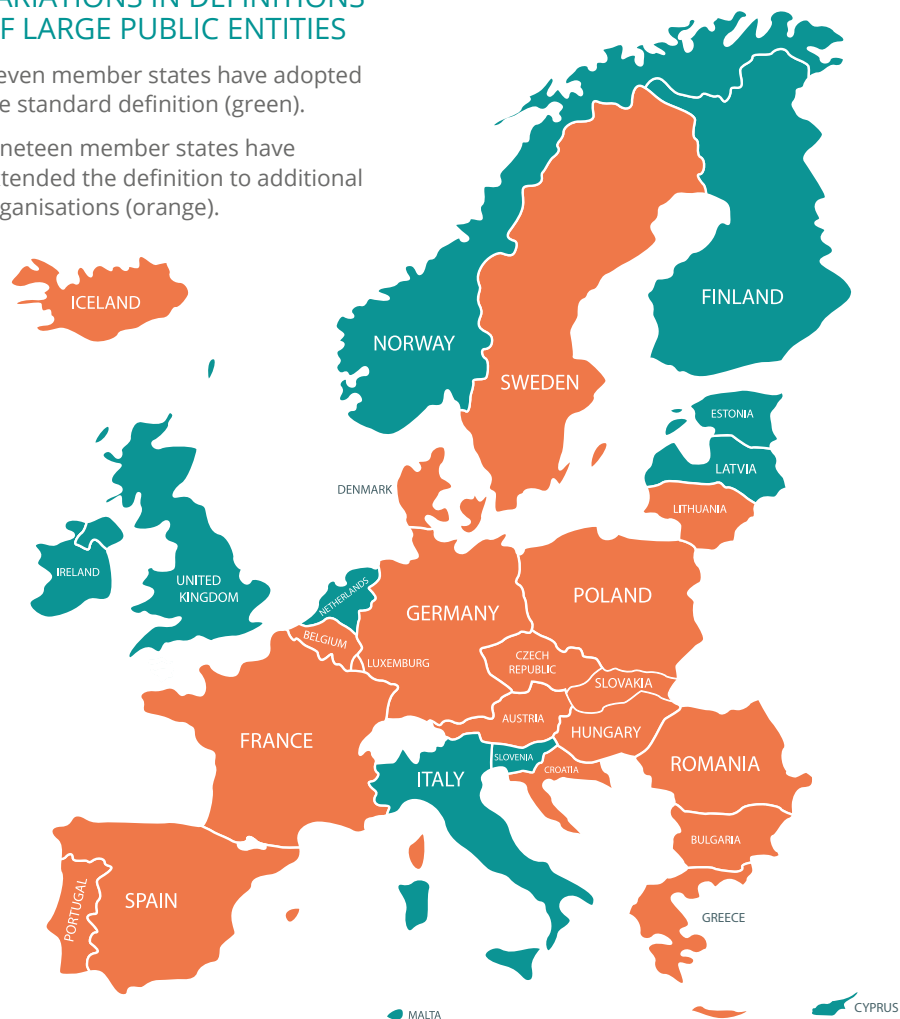 ARIATIONS IN DEFINITIONS
F LARGE PUBLIC ENTITIES
even member states have adopted
e standard definition (green).
neteen member states have
tended the definition to additional
ganisations (orange).
ICELAND
FINLAND
NORWAY
SWEDEN
ESTONIA
LATVIA
DENMARK
LITHUANIA
IRELAND
UNITED
KINGDOM
NETHERLANDS
POLAND
GERMANY
BELGIUM
CZECH
REPUBLIC
LUXEMBURG
SLOVAKIA
AUSTRIA
HUNGARY
FRANCE
SLOVENIA
CROATIA
ROMANIA
ITALY
BULGARIA
SPAIN
PORTUGAL
GREECE
MALTA
CYPRUS